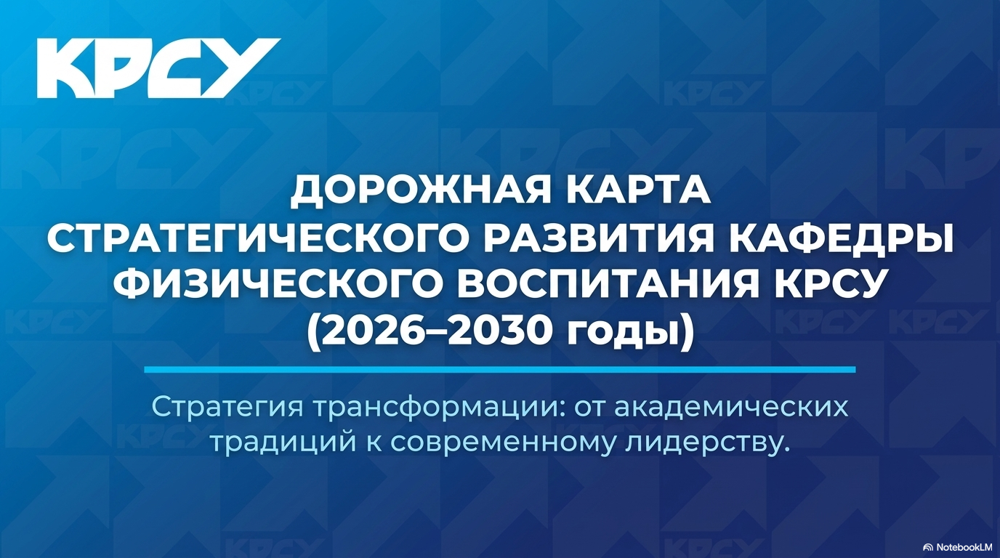 КРСУ
ДОРОЖНАЯ КАРТА
СТРАТЕГИЧЕСКОГО РАЗВИТИЯ КАФЕДРЫ
ФИЗИЧЕСКОГО ВОСПИТАНИЯ КРСУ
(2026–2030 годы)
Стратегия трансформации: от академических
традиций к современному лидерству.
NotebookLM